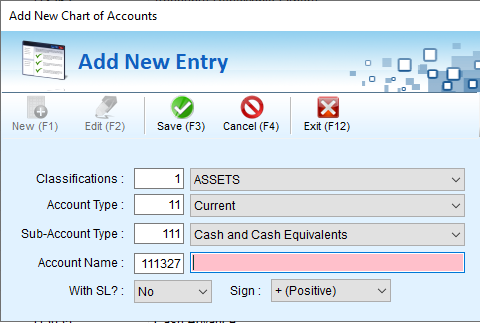 Add New Chart of Accounts
Add New Entry
New (F1) Edit (F2) Save (F3) Cancel (F4) Exit (F12)
Classifications : 1 ASSETS
Account Type : 11 Current
Sub-Account Type : 111 Cash and Cash Equivalents
Account Name : 111327
With SL? : No Sign : + (Positive)